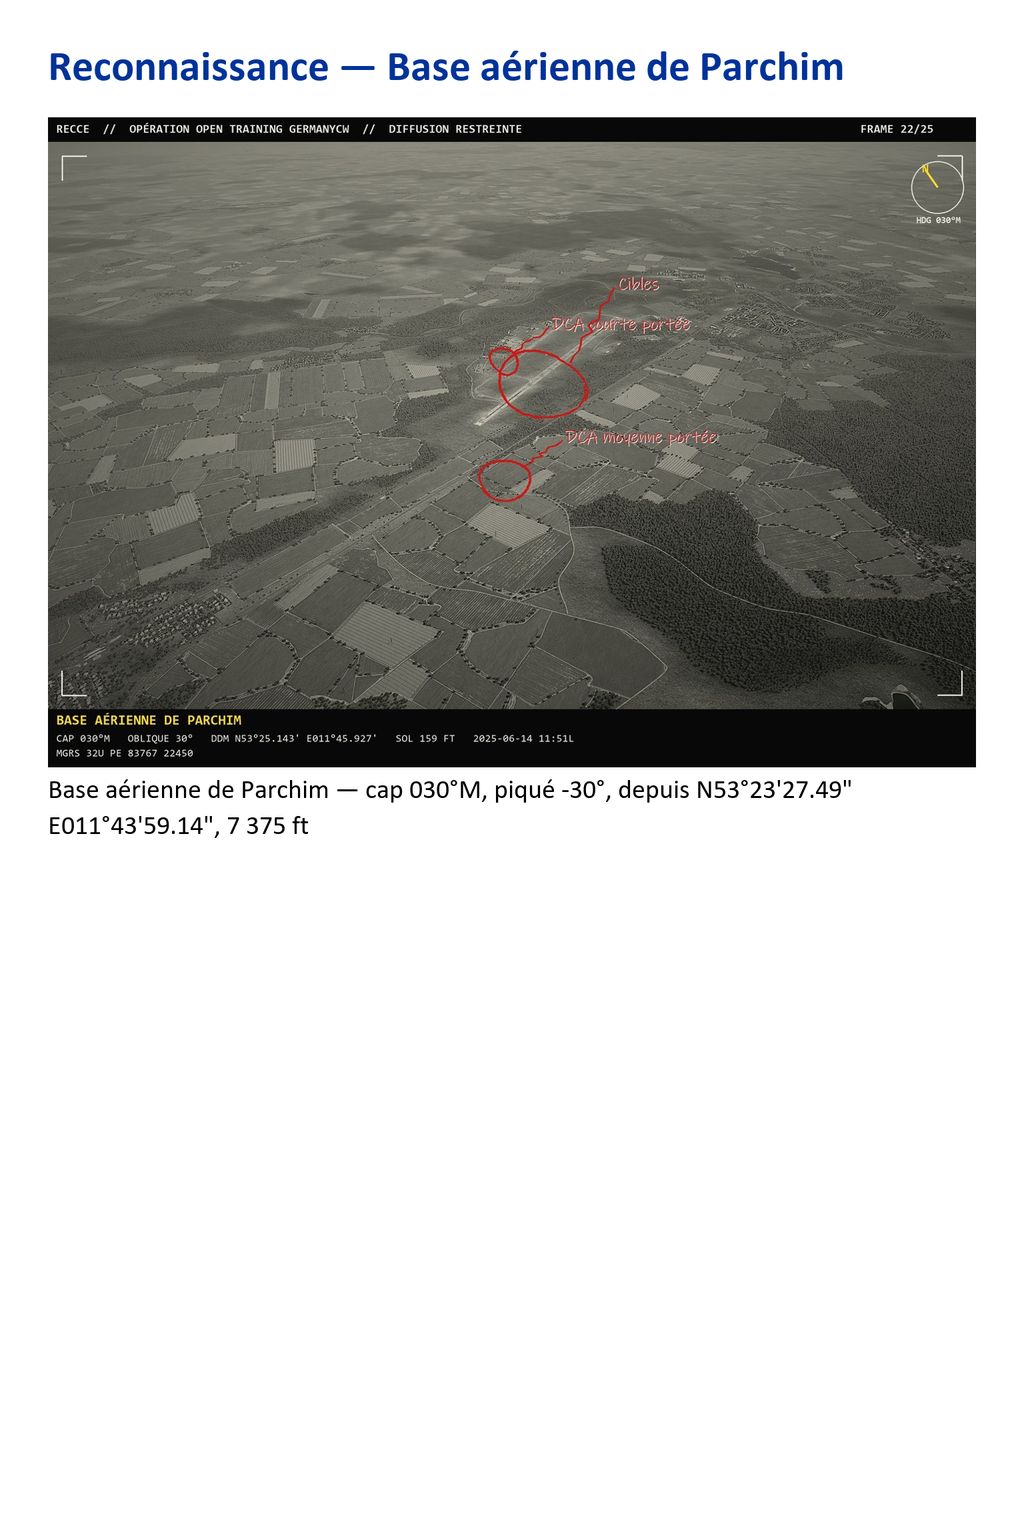 Reconnaissance — Base aérienne de Parchim
RECCE // OPÉRATION OPEN TRAINING GERMANYCW // DIFFUSION RESTREINTE FRAME 22/25
N
HDG 030°M
Cibles
DCA courte portée
DCA moyenne portée
BASE AÉRIENNE DE PARCHIM
CAP 030°M OBLIQUE 30° DDM N53°25.143' E011°45.927' SOL 159 FT 2025-06-14 11:51L
MGRS 32U PE 83767 22450
Base aérienne de Parchim — cap 030°M, piqué -30°, depuis N53°23'27.49"
E011°43'59.14", 7 375 ft